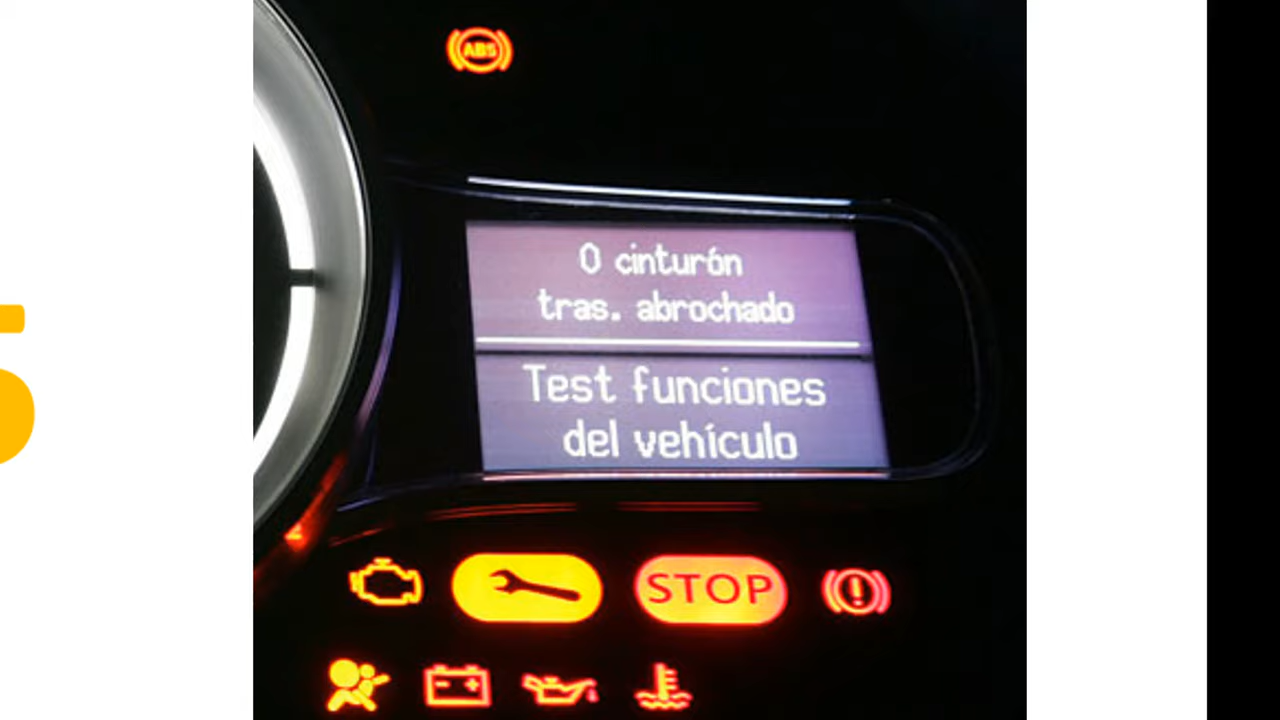 ABS
0 cinturón
tras. abrochado
Test funciones
del vehículo
STOP